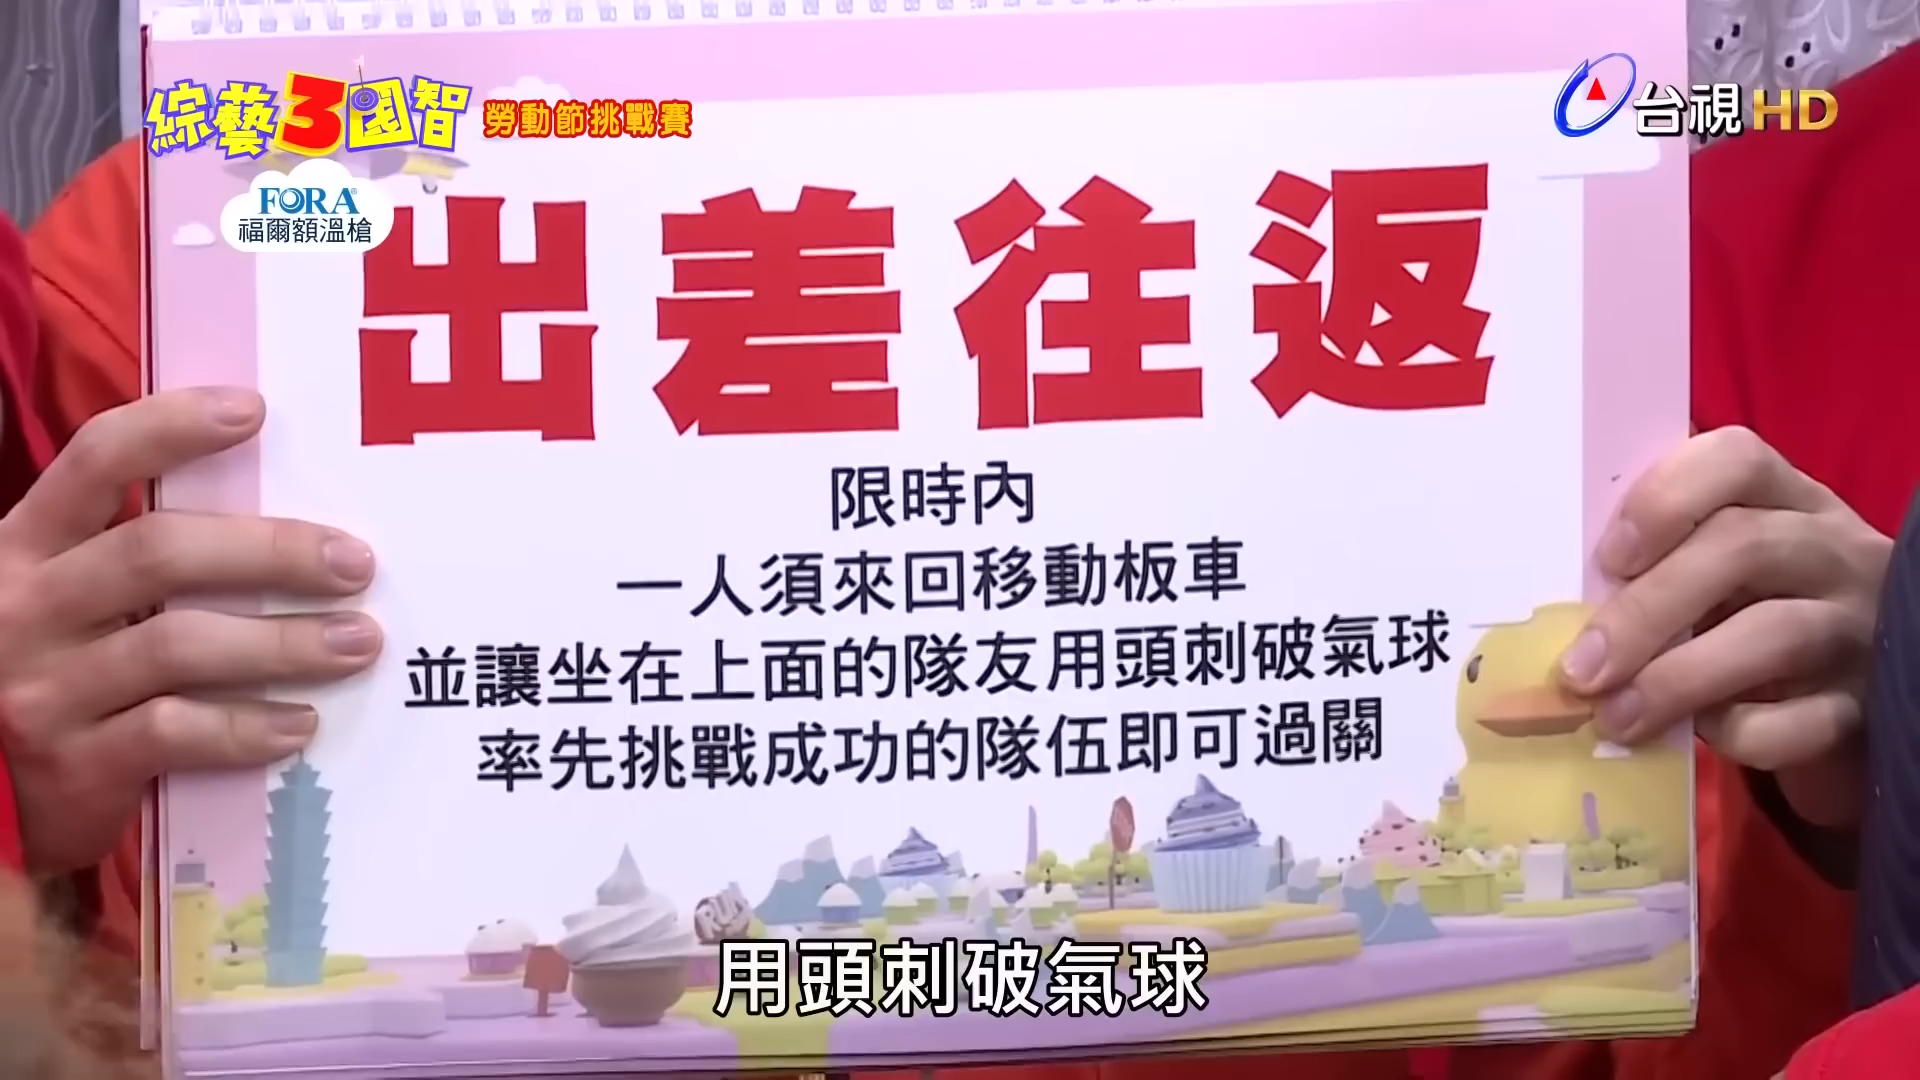 綜藝3國智 勞動節挑戰賽
台視HD
FORA
福爾額溫槍
出差往返
限時內
一人須來回移動板車
並讓坐在上面的隊友用頭刺破氣球
率先挑戰成功的隊伍即可過關
RUN
用頭刺破氣球